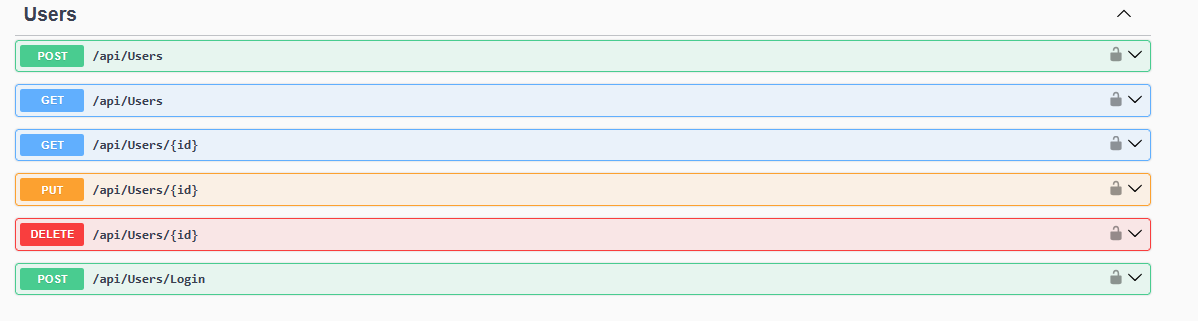 Users
POST /api/Users
GET /api/Users
GET /api/Users/{id}
PUT /api/Users/{id}
DELETE /api/Users/{id}
POST /api/Users/Login